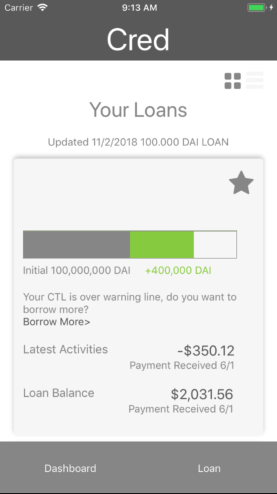 Carrier 9:13 AM
Cred
Your Loans
Updated 11/2/2018 100.000 DAI LOAN
Initial 100,000,000 DAI +400,000 DAI
Your CTL is over warning line, do you want to
borrow more?
Borrow More>
Latest Activities -$350.12
Payment Received 6/1
Loan Balance $2,031.56
Payment Received 6/1
Dashboard Loan